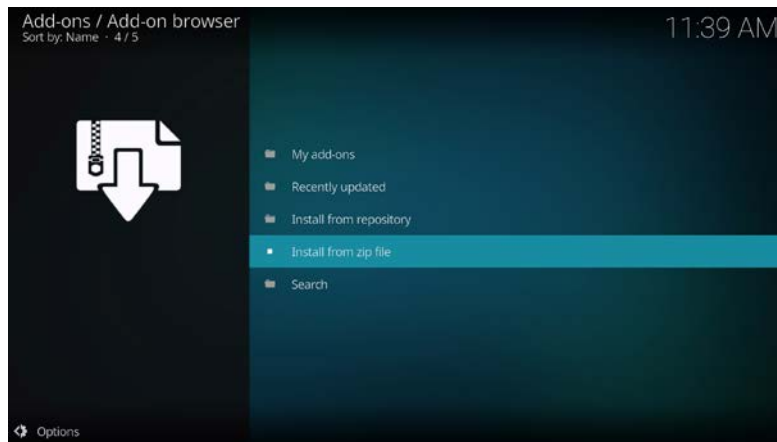 Add-ons / Add-on browser
Sort by: Name · 4 / 5
11:39 AM
My add-ons
Recently updated
Install from repository
Install from zip file
Search
Options